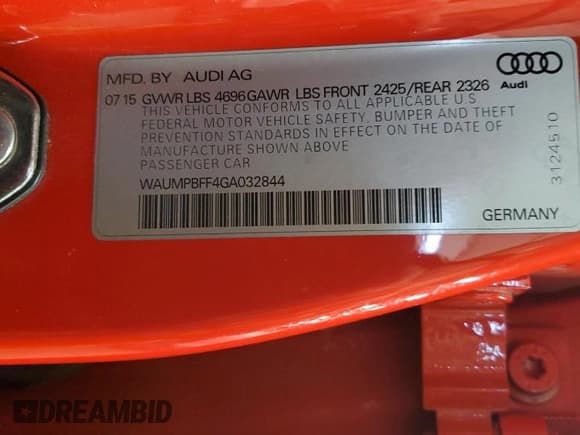 MFD. BY AUDI AG
Audi
07 15 GVWR LBS 4696 GAWR LBS FRONT 2425/REAR 2326
THIS VEHICLE CONFORMS TO ALL APPLICABLE U.S
FEDERAL MOTOR VEHICLE SAFETY, BUMPER AND THEFT
PREVENTION STANDARDS IN EFFECT ON THE DATE OF
MANUFACTURE SHOWN ABOVE
PASSENGER CAR
WAUMPBFF4GA032844
GERMANY
3124510
DREAMBID